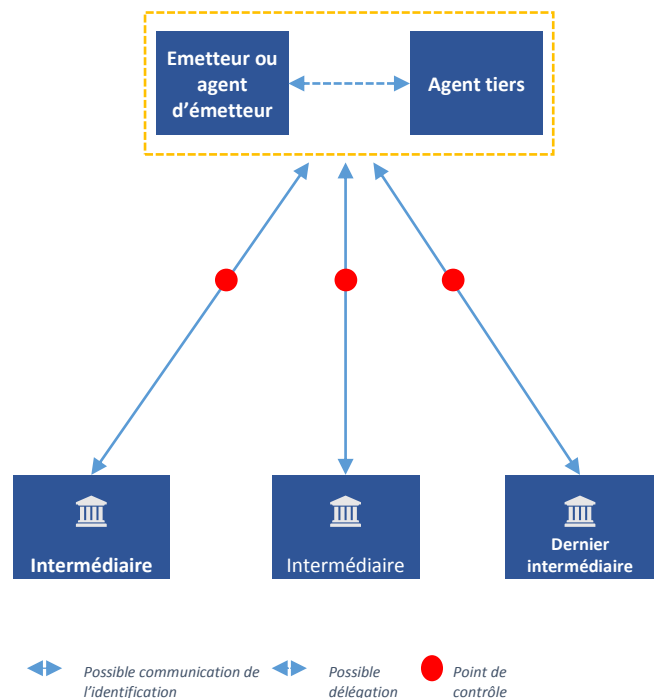 Emetteur ou
agent
d'émetteur
Agent tiers
Intermédiaire
Intermédiaire
Dernier
intermédiaire
Possible communication de
l'identification
Possible
délégation
Point de
contrôle